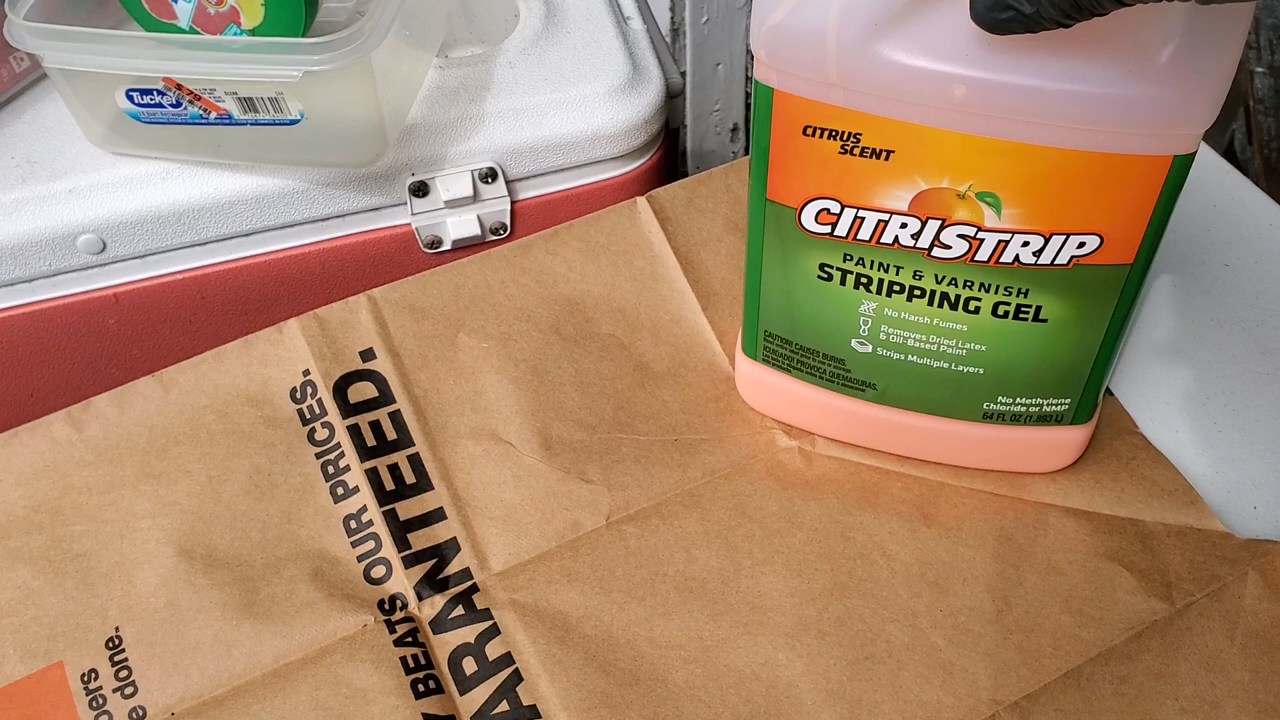 Tucker
$.79
CLEAR
CITRUS
SCENT
CITRISTRIP
PAINT & VARNISH
STRIPPING GEL
No Harsh Fumes
Removes Dried Latex
& Oil-Based Paint
Strips Multiple Layers
CAUTION! CAUSES BURNS.
¡CUIDADO! PROVOCA QUEMADURAS.
No Methylene
Chloride or NMP
64 FL OZ (1.893 L)
BEATS OUR PRICES.
ARANTEED.
e done.